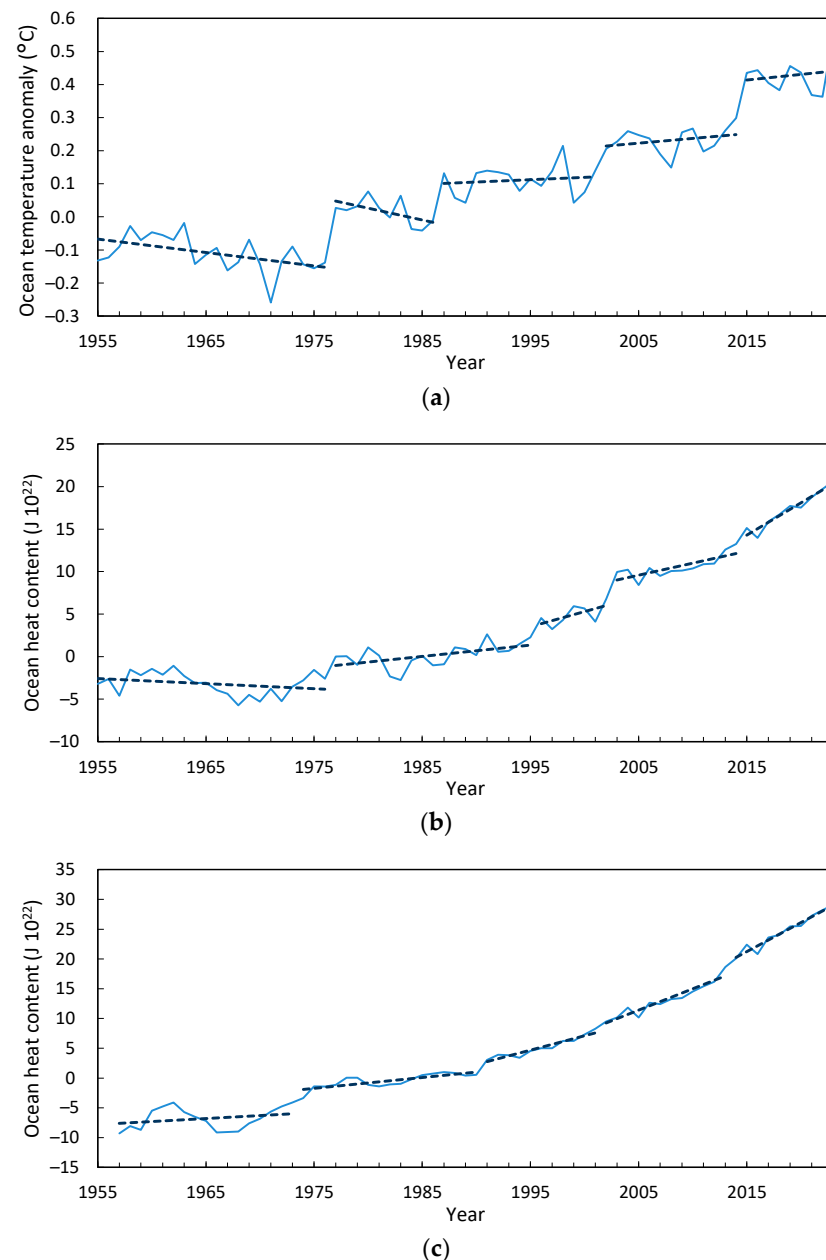 Ocean temperature anomaly (°C)
0.6
0.5
0.4
0.3
0.2
0.1
0.0
−0.1
−0.2
−0.3
1955 1965 1975 1985 1995 2005 2015
Year
(a)
Ocean heat content (J 10²²)
25
20
15
10
5
0
−5
−10
1955 1965 1975 1985 1995 2005 2015
Year
(b)
Ocean heat content (J 10²²)
35
30
25
20
15
10
5
0
−5
−10
−15
1955 1965 1975 1985 1995 2005 2015
Year
(c)